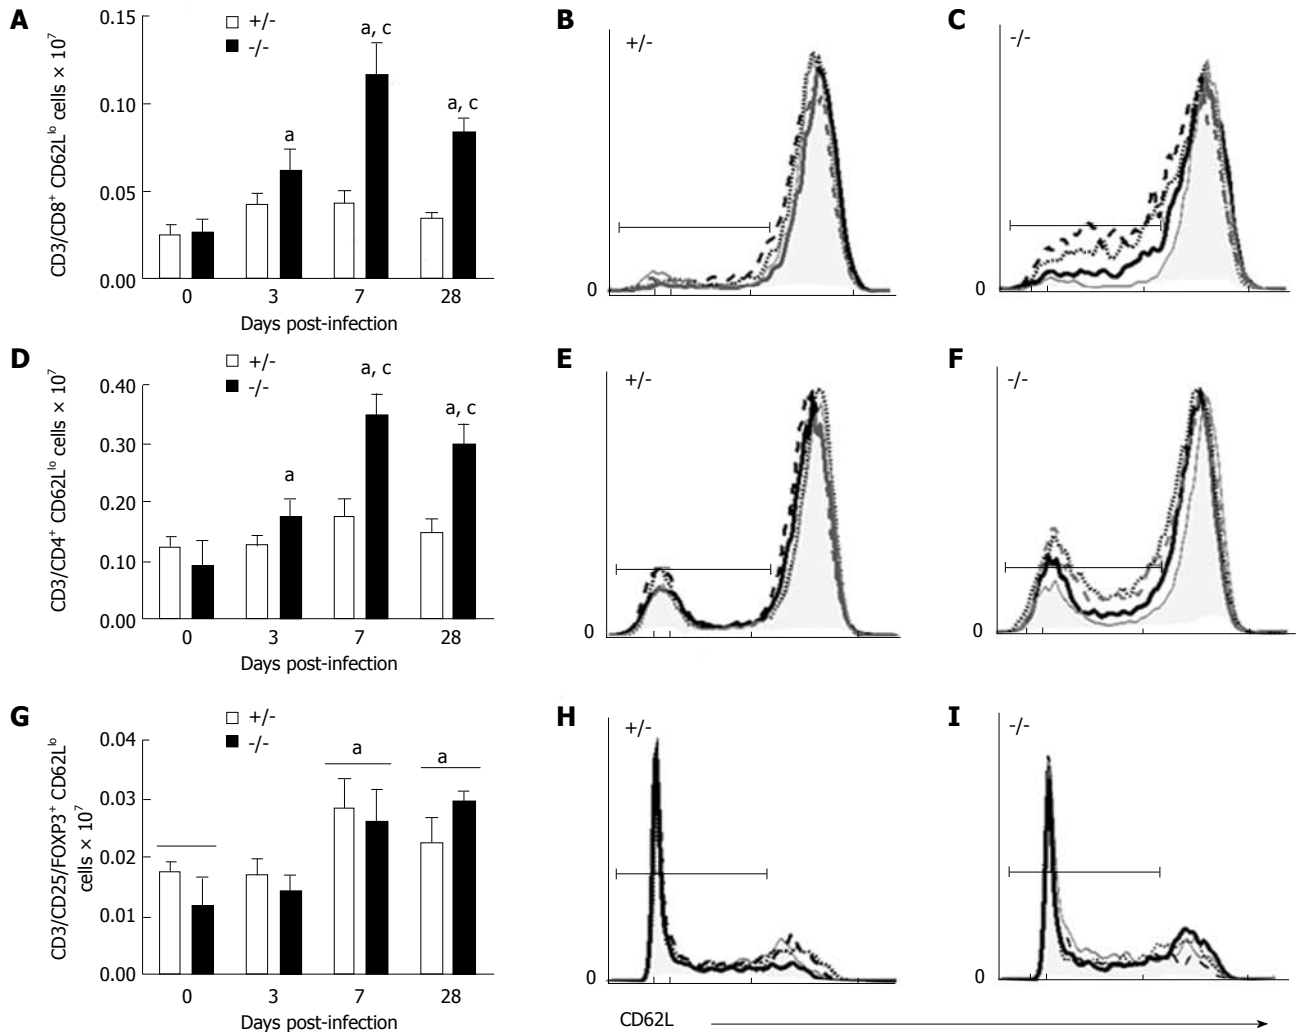 A
CD3/CD8⁺ CD62Lˡᵒ cells × 10⁷
+/-
-/-
0.15
0.10
0.05
0.00
a
a, c
a, c
0 3 7 28
Days post-infection
B
+/-
0
C
-/-
0
D
CD3/CD4⁺ CD62Lˡᵒ cells × 10⁷
+/-
-/-
0.40
0.30
0.20
0.10
0.00
a
a, c
a, c
0 3 7 28
Days post-infection
E
+/-
0
F
-/-
0
G
CD3/CD25/FOXP3⁺ CD62Lˡᵒ
cells × 10⁷
+/-
-/-
0.04
0.03
0.02
0.01
0.00
a
a
0 3 7 28
Days post-infection
H
+/-
0
I
-/-
0
CD62L